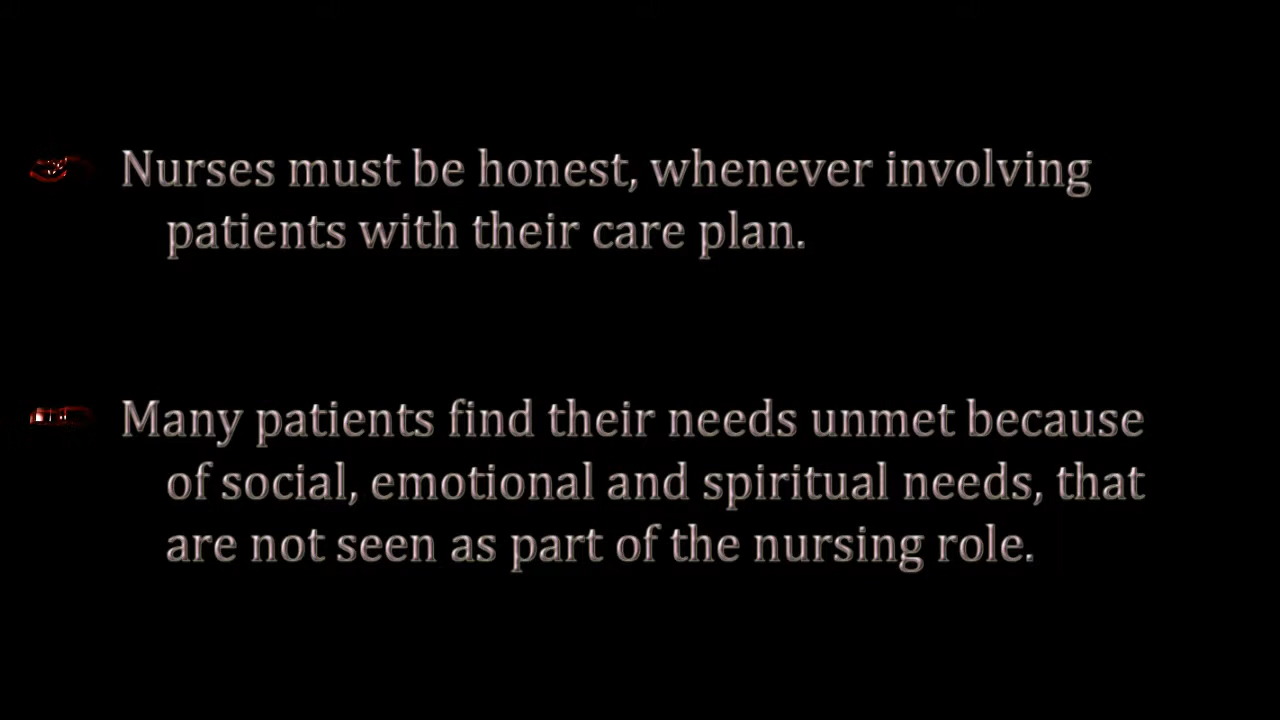 Nurses must be honest, whenever involving
patients with their care plan.
Many patients find their needs unmet because
of social, emotional and spiritual needs, that
are not seen as part of the nursing role.